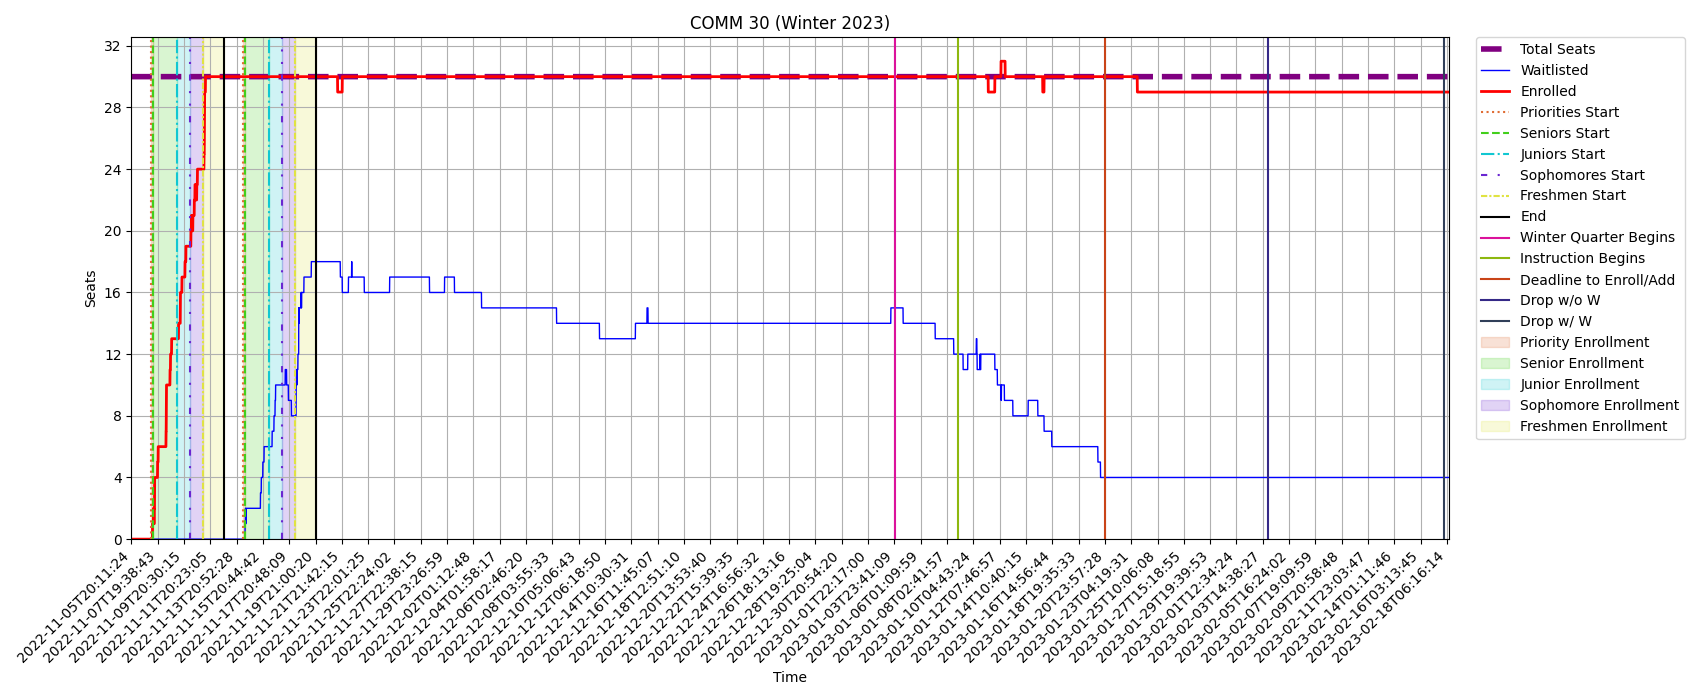 COMM 30 (Winter 2023)
Seats
32
28
24
20
16
12
8
4
0
2022-11-05T20:11:24
2022-11-07T19:38:43
2022-11-09T20:30:15
2022-11-11T20:23:05
2022-11-13T20:52:28
2022-11-15T20:44:42
2022-11-17T20:48:09
2022-11-19T21:00:20
2022-11-21T21:42:15
2022-11-23T22:01:25
2022-11-25T22:24:02
2022-11-27T22:38:15
2022-11-29T23:26:59
2022-12-02T01:12:48
2022-12-04T01:58:17
2022-12-06T02:46:20
2022-12-08T03:55:33
2022-12-10T05:06:43
2022-12-12T06:18:50
2022-12-14T10:30:31
2022-12-16T11:45:07
2022-12-18T12:51:10
2022-12-20T13:53:40
2022-12-22T15:39:35
2022-12-24T16:56:32
2022-12-26T18:13:16
2022-12-28T19:25:04
2022-12-30T20:54:20
2023-01-01T22:17:00
2023-01-03T23:41:09
2023-01-06T01:09:59
2023-01-08T02:41:57
2023-01-10T04:43:24
2023-01-12T07:46:57
2023-01-14T10:40:15
2023-01-16T14:56:44
2023-01-18T19:35:33
2023-01-20T23:57:28
2023-01-23T04:19:31
2023-01-25T10:06:08
2023-01-27T15:18:55
2023-01-29T19:39:53
2023-02-01T12:34:24
2023-02-03T14:38:27
2023-02-05T16:24:02
2023-02-07T19:09:59
2023-02-09T20:58:48
2023-02-11T23:03:47
2023-02-14T01:11:46
2023-02-16T03:13:45
2023-02-18T06:16:14
Time
Total Seats
Waitlisted
Enrolled
Priorities Start
Seniors Start
Juniors Start
Sophomores Start
Freshmen Start
End
Winter Quarter Begins
Instruction Begins
Deadline to Enroll/Add
Drop w/o W
Drop w/ W
Priority Enrollment
Senior Enrollment
Junior Enrollment
Sophomore Enrollment
Freshmen Enrollment